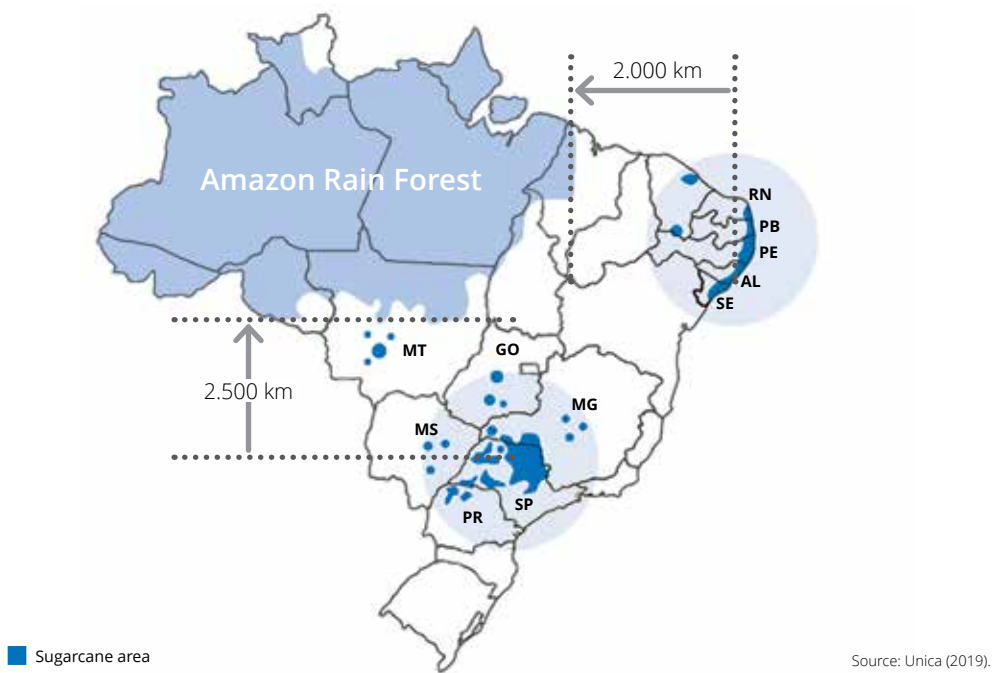 2.000 km
Amazon Rain Forest
RN
PB
PE
AL
SE
MT
GO
2.500 km
MG
MS
SP
PR
Sugarcane area
Source: Unica (2019).